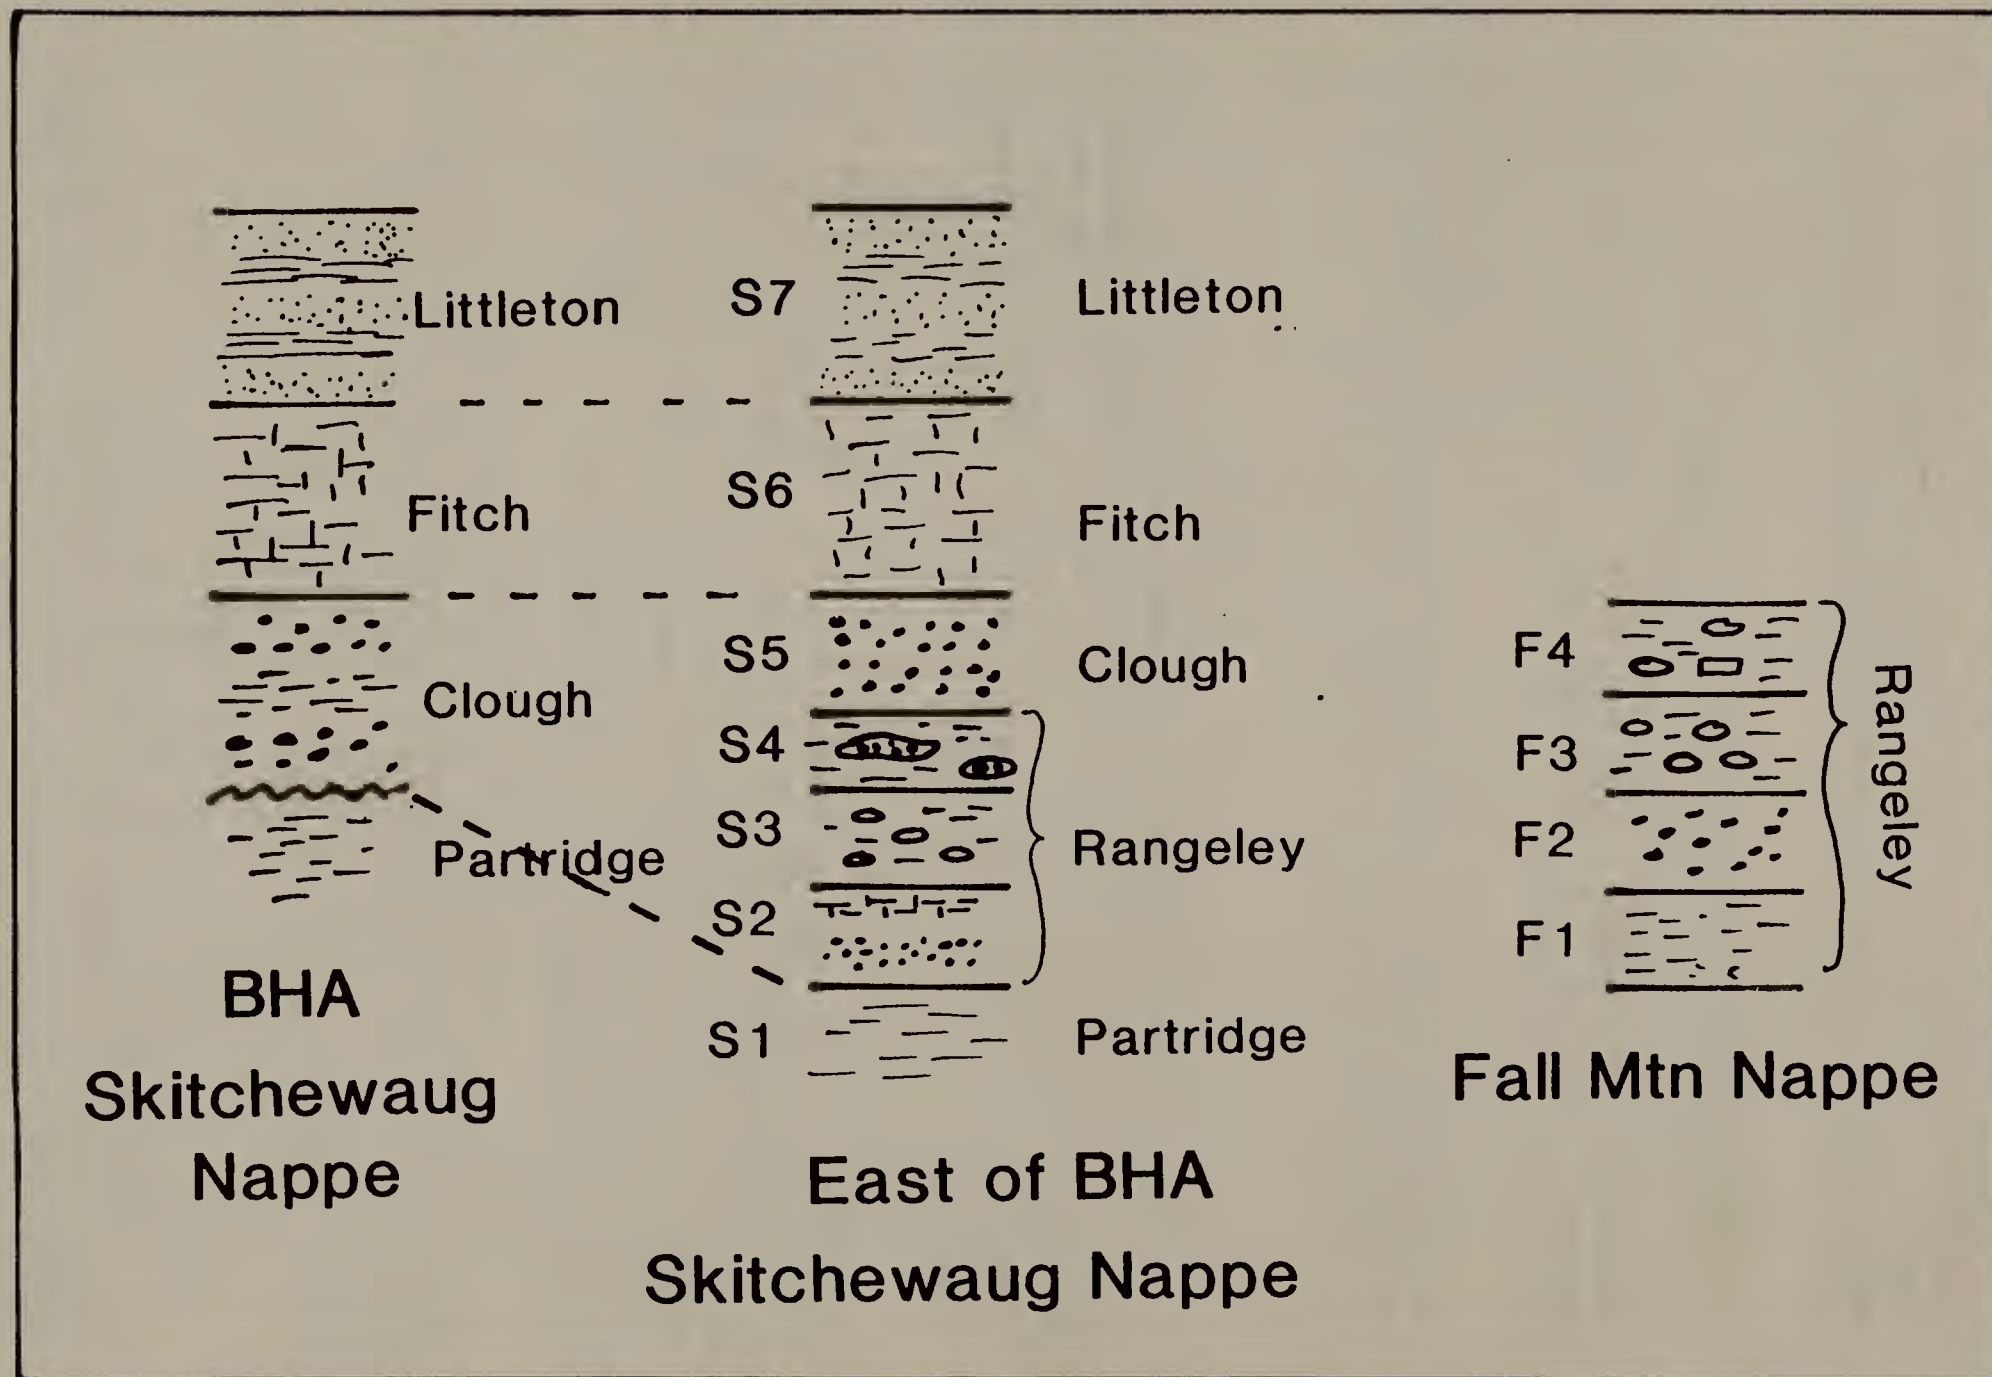 Littleton
Fitch
Clough
Partridge
BHA
Skitchewaug
Nappe
S7
Littleton
S6
Fitch
S5
Clough
S4
S3
Rangeley
S2
S1
Partridge
East of BHA
Skitchewaug Nappe
F4
F3
F2
F1
Rangeley
Fall Mtn Nappe